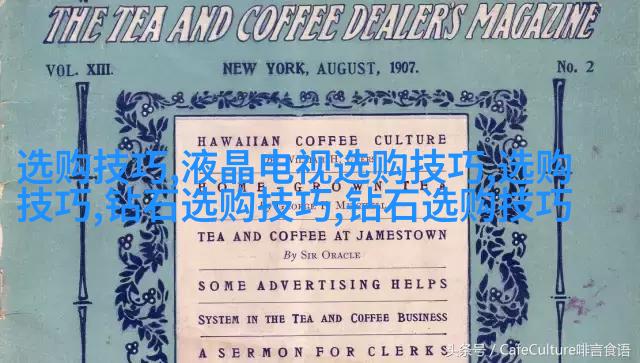 THE TEA AND COFFEE DEALER'S MAGAZINE
VOL. XIII. NEW YORK, AUGUST, 1907. No. 2
HAWAIIAN COFFEE CULTURE
选购技巧,液晶电视选购技巧,选购
HOME-GROWN TEA
技巧,钻石选购技巧,钻石选购技巧
TEA AND COFFEE AT JAMESTOWN
By SIR ORACLE
SOME ADVERTISING HELPS
SYSTEM IN THE TEA AND COFFEE BUSINESS
A SERMON FOR CLERKS
头条号 / CafeCulture啡言食语